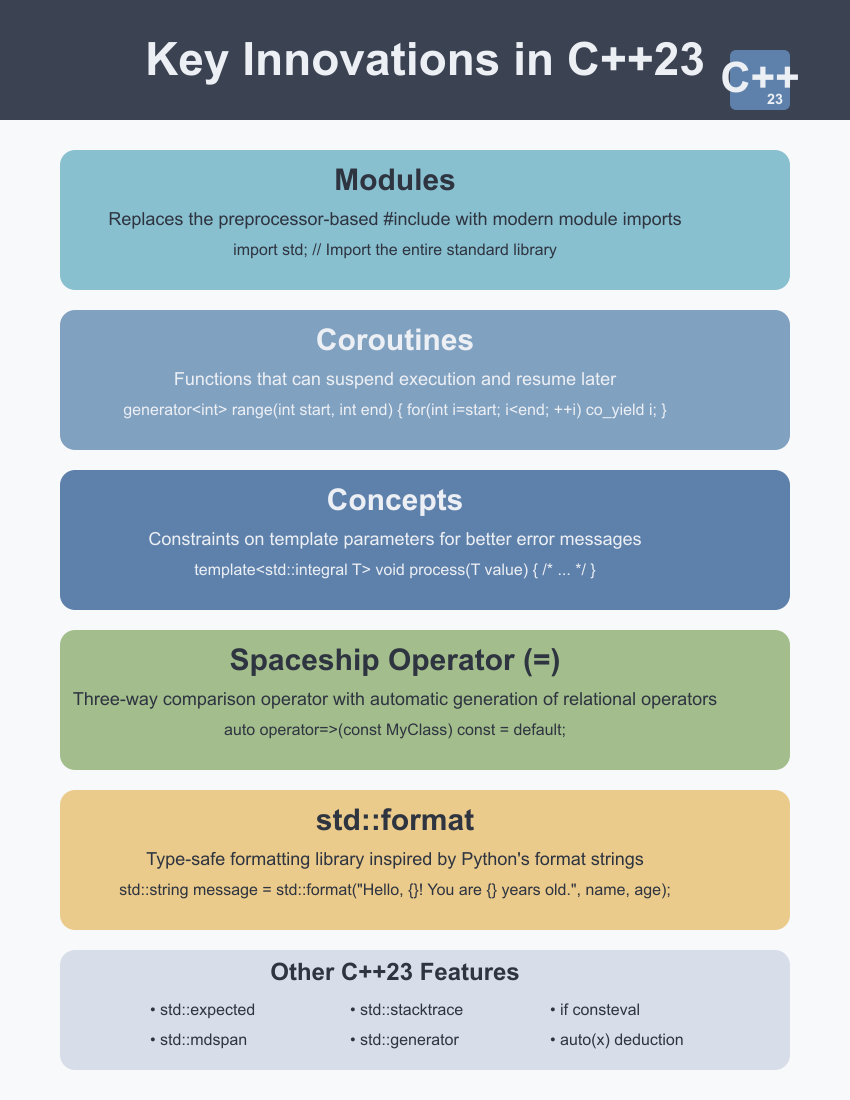 Key Innovations in C++23
C++
23
Modules
Replaces the preprocessor-based #include with modern module imports
import std; // Import the entire standard library
Coroutines
Functions that can suspend execution and resume later
generator<int> range(int start, int end) { for(int i=start; i<end; ++i) co_yield i; }
Concepts
Constraints on template parameters for better error messages
template<std::integral T> void process(T value) { /* ... */ }
Spaceship Operator (=)
Three-way comparison operator with automatic generation of relational operators
auto operator=>(const MyClass) const = default;
std::format
Type-safe formatting library inspired by Python's format strings
std::string message = std::format("Hello, {}! You are {} years old.", name, age);
Other C++23 Features
• std::expected • std::stacktrace • if consteval
• std::mdspan • std::generator • auto(x) deduction